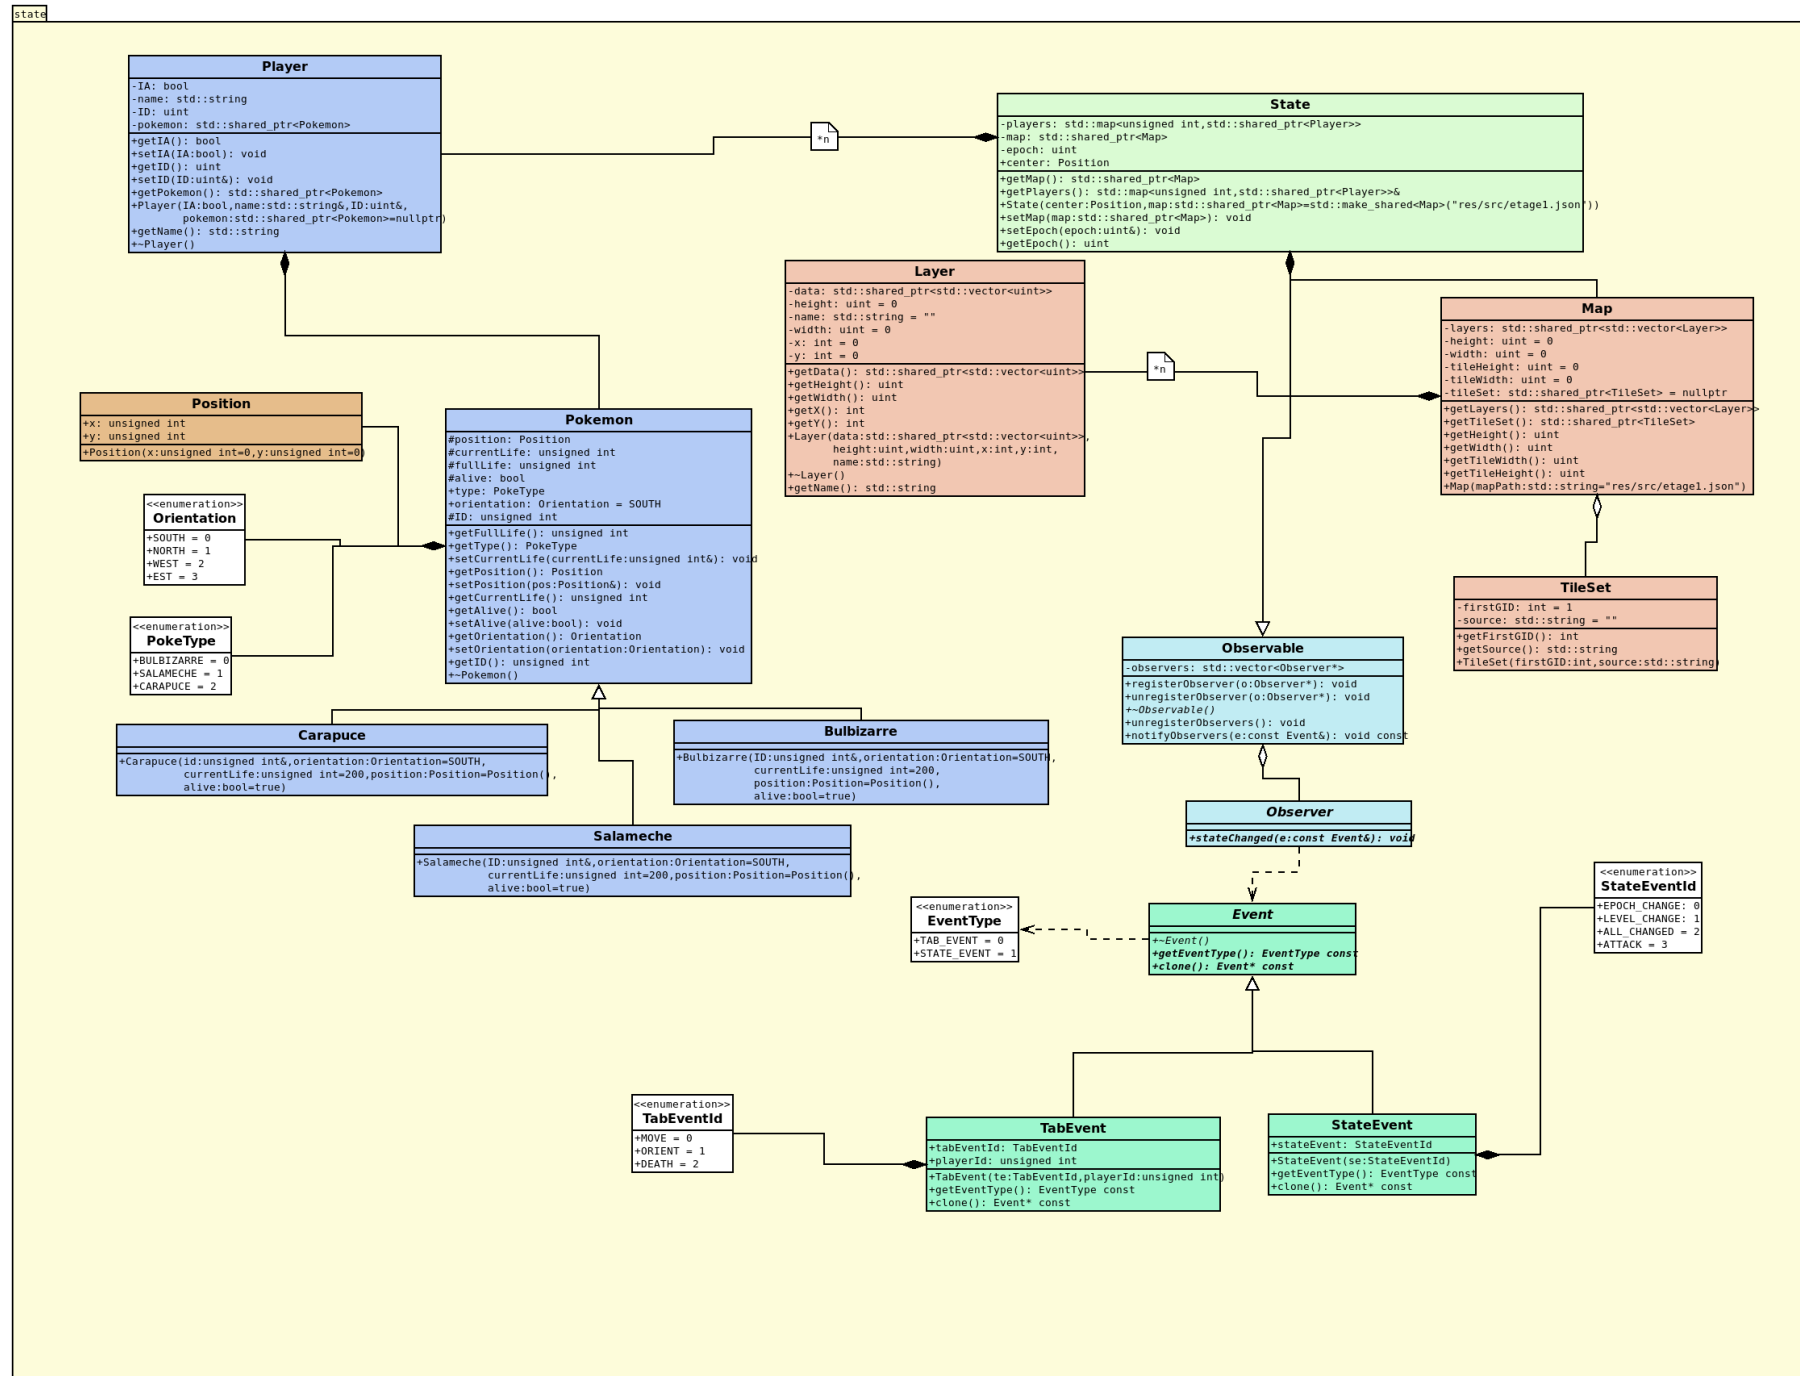 state
Player
-IA: bool
-name: std::string
-ID: uint
-pokemon: std::shared_ptr<Pokemon>
+getIA(): bool
+setIA(IA:bool): void
+getID(): uint
+setID(ID:uint&): void
+getPokemon(): std::shared_ptr<Pokemon>
+Player(IA:bool,name:std::string&,ID:uint&,
pokemon:std::shared_ptr<Pokemon>=nullptr)
+getName(): std::string
+~Player()
*n
State
-players: std::map<unsigned int,std::shared_ptr<Player>>
-map: std::shared_ptr<Map>
-epoch: uint
+center: Position
+getMap(): std::shared_ptr<Map>
+getPlayers(): std::map<unsigned int,std::shared_ptr<Player>>&
+State(center:Position,map:std::shared_ptr<Map>=std::make_shared<Map>("res/src/etage1.json"))
+setMap(map:std::shared_ptr<Map>): void
+setEpoch(epoch:uint&): void
+getEpoch(): uint
Layer
-data: std::shared_ptr<std::vector<uint>>
-height: uint = 0
-name: std::string = ""
-width: uint = 0
-x: int = 0
-y: int = 0
+getData(): std::shared_ptr<std::vector<uint>>
+getHeight(): uint
+getWidth(): uint
+getX(): int
+getY(): int
+Layer(data:std::shared_ptr<std::vector<uint>>,
height:uint,width:uint,x:int,y:int,
name:std::string)
+~Layer()
+getName(): std::string
*n
Map
-layers: std::shared_ptr<std::vector<Layer>>
-height: uint = 0
-width: uint = 0
-tileHeight: uint = 0
-tileWidth: uint = 0
-tileSet: std::shared_ptr<TileSet> = nullptr
+getLayers(): std::shared_ptr<std::vector<Layer>>
+getTileSet(): std::shared_ptr<TileSet>
+getHeight(): uint
+getWidth(): uint
+getTileWidth(): uint
+getTileHeight(): uint
+Map(mapPath:std::string="res/src/etage1.json")
Position
+x: unsigned int
+y: unsigned int
+Position(x:unsigned int=0,y:unsigned int=0)
Pokemon
#position: Position
#currentLife: unsigned int
#fullLife: unsigned int
#alive: bool
+type: PokeType
+orientation: Orientation = SOUTH
#ID: unsigned int
+getFullLife(): unsigned int
+getType(): PokeType
+setCurrentLife(currentLife:unsigned int&): void
+getPosition(): Position
+setPosition(pos:Position&): void
+getCurrentLife(): unsigned int
+getAlive(): bool
+setAlive(alive:bool): void
+getOrientation(): Orientation
+setOrientation(orientation:Orientation): void
+getID(): unsigned int
+~Pokemon()
<<enumeration>>
Orientation
+SOUTH = 0
+NORTH = 1
+WEST = 2
+EST = 3
<<enumeration>>
PokeType
+BULBIZARRE = 0
+SALAMECHE = 1
+CARAPUCE = 2
TileSet
-firstGID: int = 1
-source: std::string = ""
+getFirstGID(): int
+getSource(): std::string
+TileSet(firstGID:int,source:std::string)
Observable
-observers: std::vector<Observer*>
+registerObserver(o:Observer*): void
+unregisterObserver(o:Observer*): void
+~Observable()
+unregisterObservers(): void
+notifyObservers(e:const Event&): void const
Carapuce
+Carapuce(id:unsigned int&,orientation:Orientation=SOUTH,
currentLife:unsigned int=200,position:Position=Position(),
alive:bool=true)
Bulbizarre
+Bulbizarre(ID:unsigned int&,orientation:Orientation=SOUTH,
currentLife:unsigned int=200,
position:Position=Position(),
alive:bool=true)
Salameche
+Salameche(ID:unsigned int&,orientation:Orientation=SOUTH,
currentLife:unsigned int=200,position:Position=Position(),
alive:bool=true)
Observer
+stateChanged(e:const Event&): void
<<enumeration>>
EventType
+TAB_EVENT = 0
+STATE_EVENT = 1
Event
+~Event()
+getEventType(): EventType const
+clone(): Event* const
<<enumeration>>
StateEventId
+EPOCH_CHANGE: 0
+LEVEL_CHANGE: 1
+ALL_CHANGED = 2
+ATTACK = 3
<<enumeration>>
TabEventId
+MOVE = 0
+ORIENT = 1
+DEATH = 2
TabEvent
+tabEventId: TabEventId
+playerId: unsigned int
+TabEvent(te:TabEventId,playerId:unsigned int)
+getEventType(): EventType const
+clone(): Event* const
StateEvent
+stateEvent: StateEventId
+StateEvent(se:StateEventId)
+getEventType(): EventType const
+clone(): Event* const